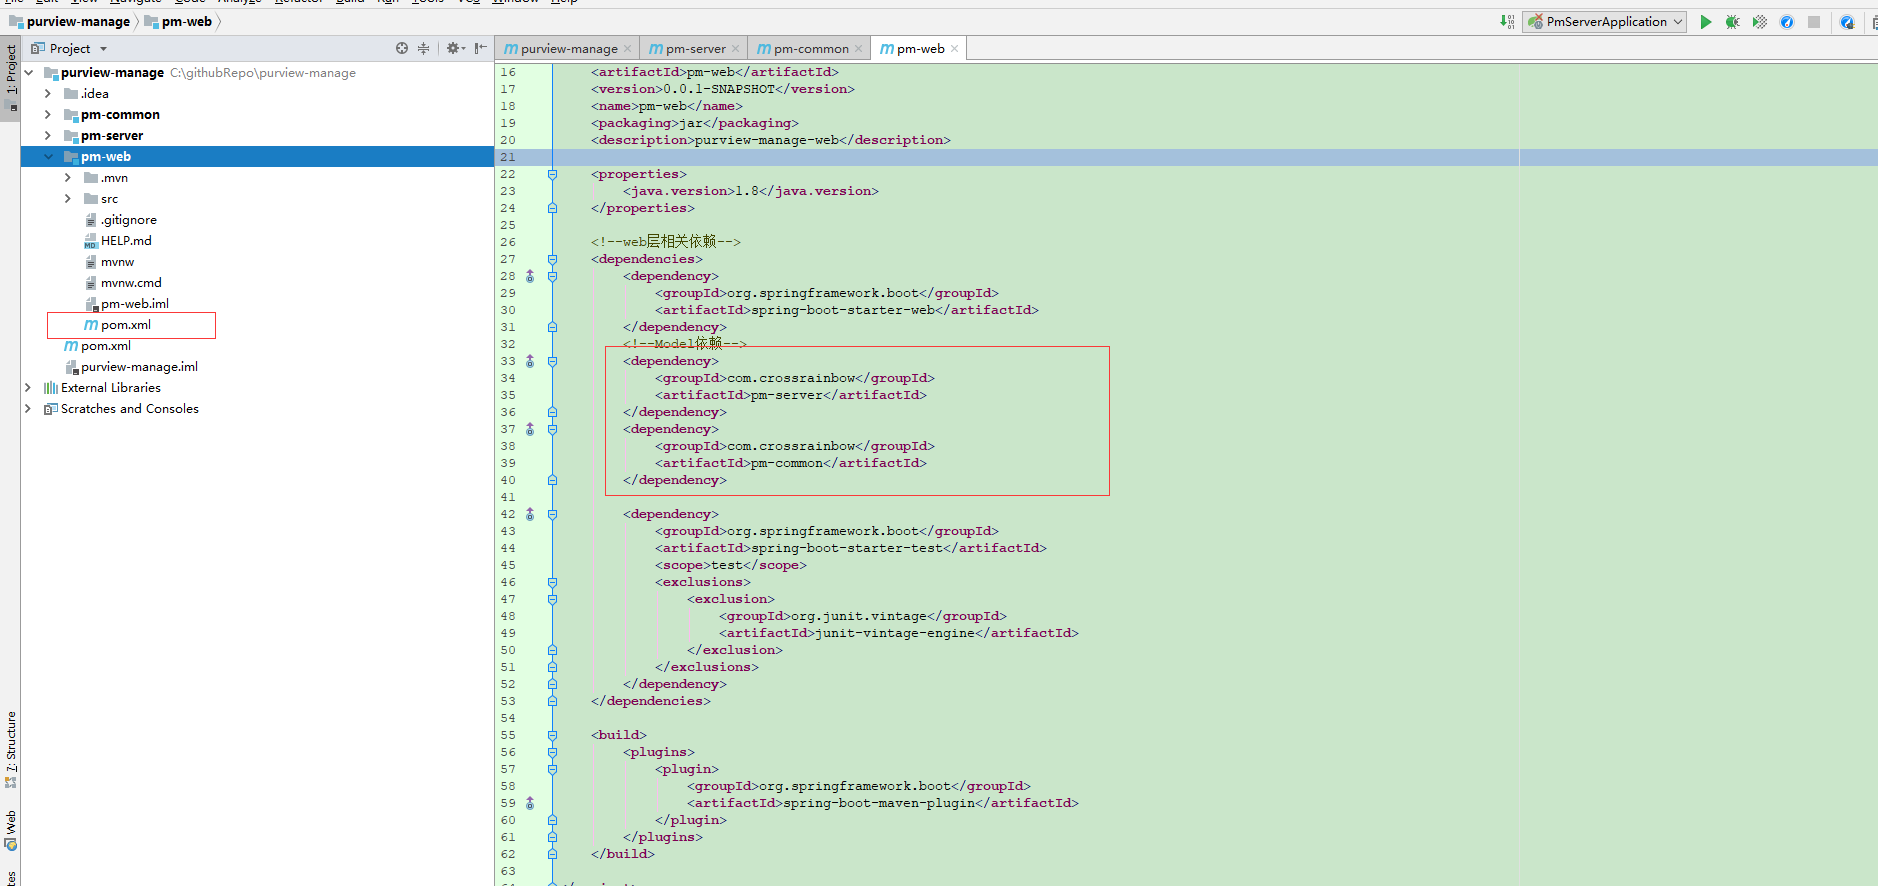 purview-manage
pm-web
PmServerApplication
Project
purview-manage
pm-server
pm-common
pm-web
1: Project
7: Structure
Web
purview-manage C:\githubRepo\purview-manage
.idea
pm-common
pm-server
pm-web
.mvn
src
.gitignore
HELP.md
mvnw
mvnw.cmd
pm-web.iml
pom.xml
pom.xml
purview-manage.iml
External Libraries
Scratches and Consoles
16 <artifactId>pm-web</artifactId>
17 <version>0.0.1-SNAPSHOT</version>
18 <name>pm-web</name>
19 <packaging>jar</packaging>
20 <description>purview-manage-web</description>
21
22 <properties>
23 <java.version>1.8</java.version>
24 </properties>
25
26 <!--web层相关依赖-->
27 <dependencies>
28 <dependency>
29 <groupId>org.springframework.boot</groupId>
30 <artifactId>spring-boot-starter-web</artifactId>
31 </dependency>
32 <!--Model依赖-->
33 <dependency>
34 <groupId>com.crossrainbow</groupId>
35 <artifactId>pm-server</artifactId>
36 </dependency>
37 <dependency>
38 <groupId>com.crossrainbow</groupId>
39 <artifactId>pm-common</artifactId>
40 </dependency>
41
42 <dependency>
43 <groupId>org.springframework.boot</groupId>
44 <artifactId>spring-boot-starter-test</artifactId>
45 <scope>test</scope>
46 <exclusions>
47 <exclusion>
48 <groupId>org.junit.vintage</groupId>
49 <artifactId>junit-vintage-engine</artifactId>
50 </exclusion>
51 </exclusions>
52 </dependency>
53 </dependencies>
54
55 <build>
56 <plugins>
57 <plugin>
58 <groupId>org.springframework.boot</groupId>
59 <artifactId>spring-boot-maven-plugin</artifactId>
60 </plugin>
61 </plugins>
62 </build>
63